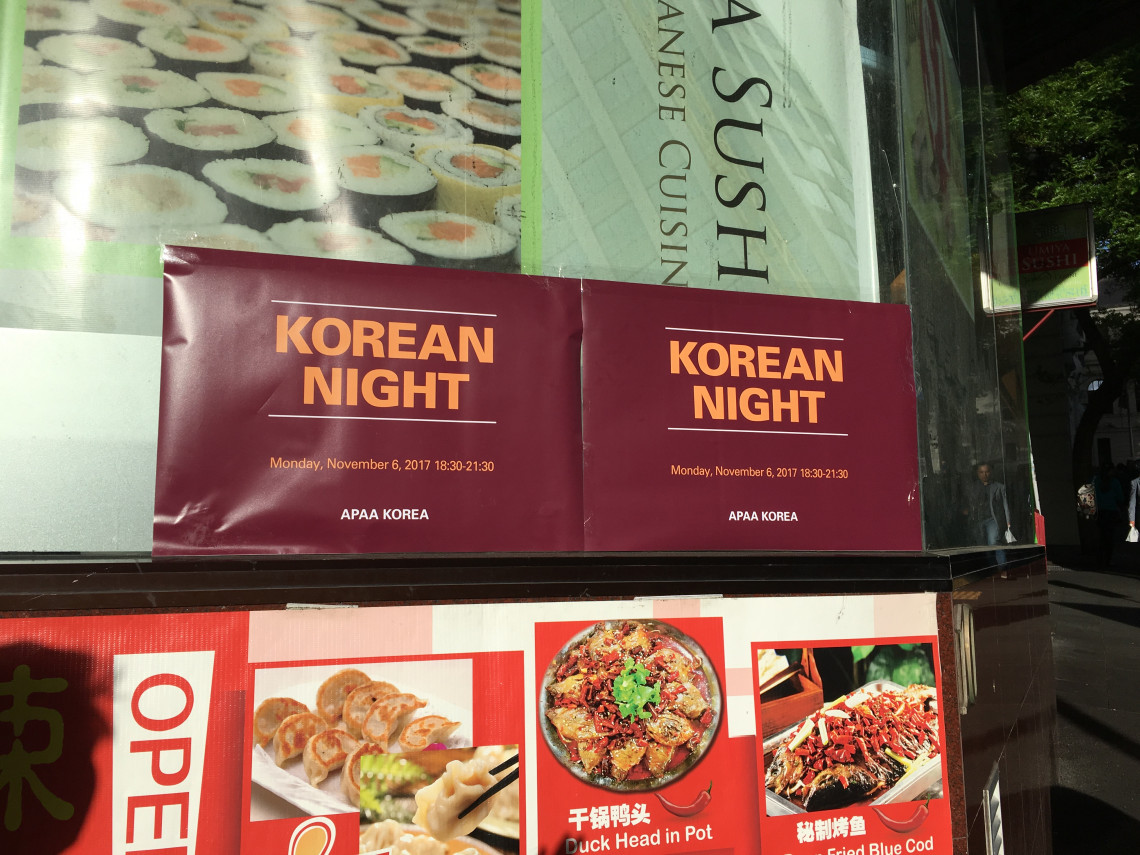 A SUSH
ANESE CUISIN
SUSHI
KOREAN
NIGHT
Monday, November 6, 2017 18:30-21:30
APAA KOREA
KOREAN
NIGHT
Monday, November 6, 2017 18:30-21:30
APAA KOREA
OPE
干锅鸭头
Duck Head in Pot
秘制烤鱼
Fried Blue Cod